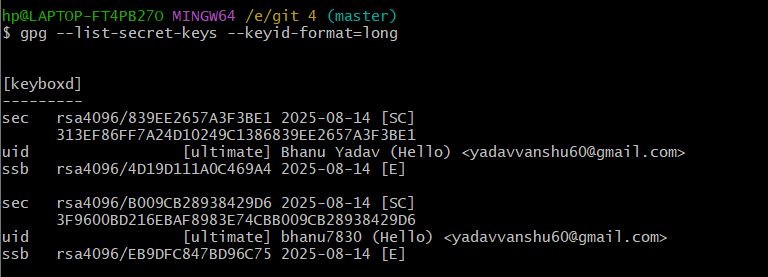 hp@LAPTOP-FT4PB27O MINGW64 /e/git 4 (master)
$ gpg --list-secret-keys --keyid-format=long
[keyboxd]
---------
sec   rsa4096/839EE2657A3F3BE1 2025-08-14 [SC]
      313EF86FF7A24D10249C1386839EE2657A3F3BE1
uid                 [ultimate] Bhanu Yadav (Hello) <yadavvanshu60@gmail.com>
ssb   rsa4096/4D19D111A0C469A4 2025-08-14 [E]
sec   rsa4096/B009CB28938429D6 2025-08-14 [SC]
      3F9600BD216EBAF8983E74CBB009CB28938429D6
uid                 [ultimate] bhanu7830 (Hello) <yadavvanshu60@gmail.com>
ssb   rsa4096/EB9DFC847BD96C75 2025-08-14 [E]